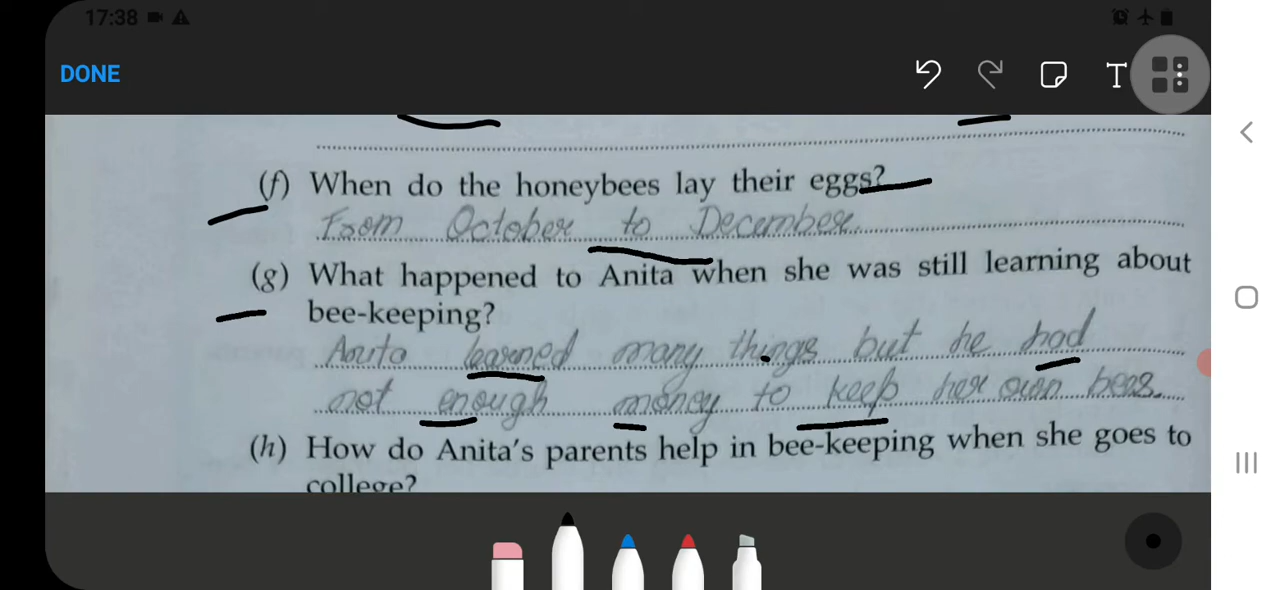 17:38
DONE
T
(f) When do the honeybees lay their eggs?
From October to December.
(g) What happened to Anita when she was still learning about
bee-keeping?
Anita learned many things but he had
not enough money to keep her own bees.
(h) How do Anita's parents help in bee-keeping when she goes to
college?